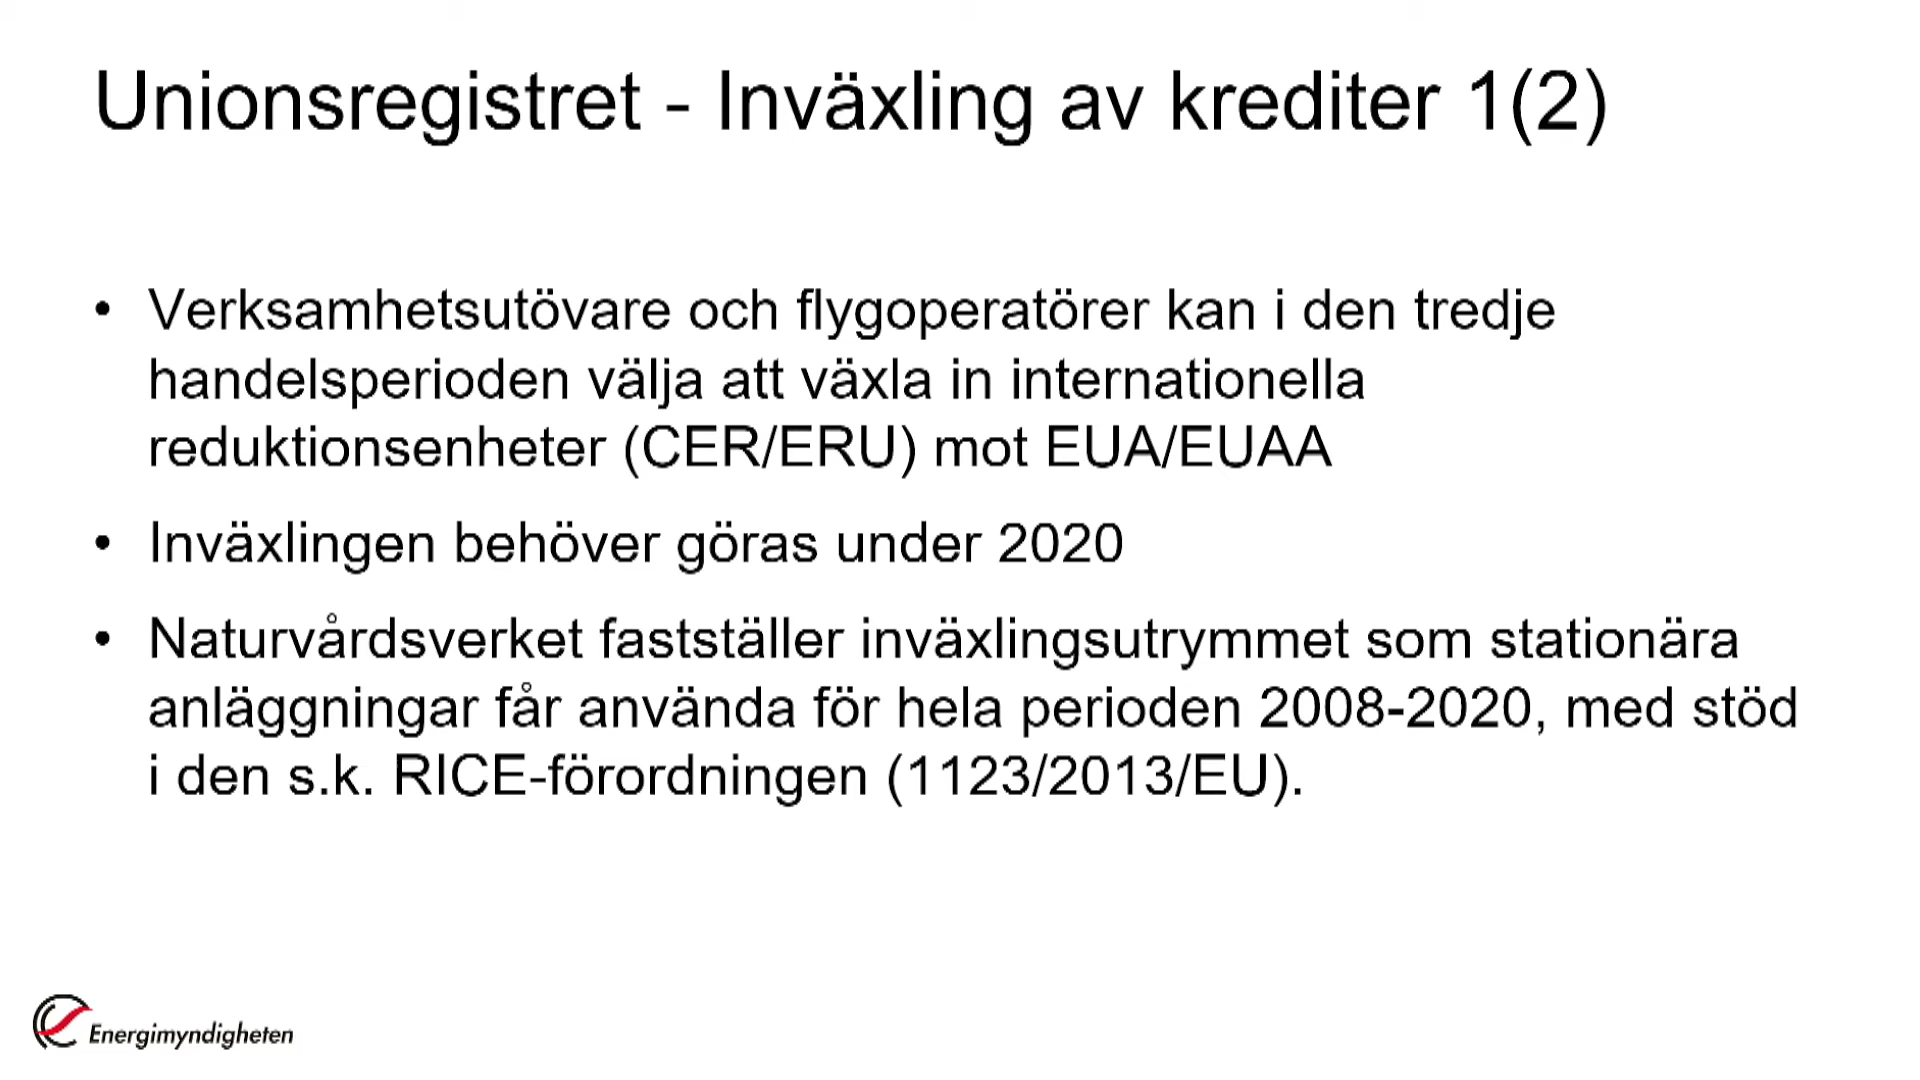 Unionsregistret - Inväxling av krediter 1(2)
• Verksamhetsutövare och flygoperatörer kan i den tredje
handelsperioden välja att växla in internationella
reduktionsenheter (CER/ERU) mot EUA/EUAA
• Inväxlingen behöver göras under 2020
• Naturvårdsverket fastställer inväxlingsutrymmet som stationära
anläggningar får använda för hela perioden 2008-2020, med stöd
i den s.k. RICE-förordningen (1123/2013/EU).
Energimyndigheten